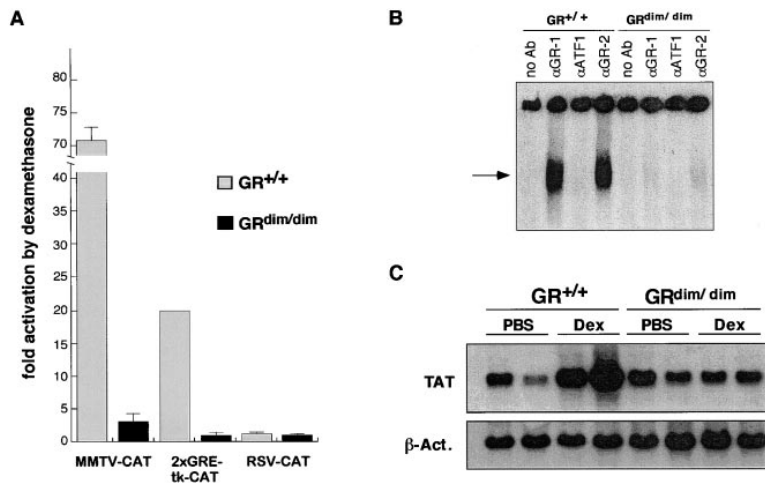 A
fold activation by dexamethasone
80
75
70
40
35
30
25
20
15
10
5
0
GR+/+
GRdim/dim
MMTV-CAT
2xGRE-
tk-CAT
RSV-CAT
B
GR+/+
GRdim/ dim
no Ab
αGR-1
αATF1
αGR-2
no Ab
αGR-1
αATF1
αGR-2
C
GR+/+
GRdim/ dim
PBS
Dex
PBS
Dex
TAT
β-Act.